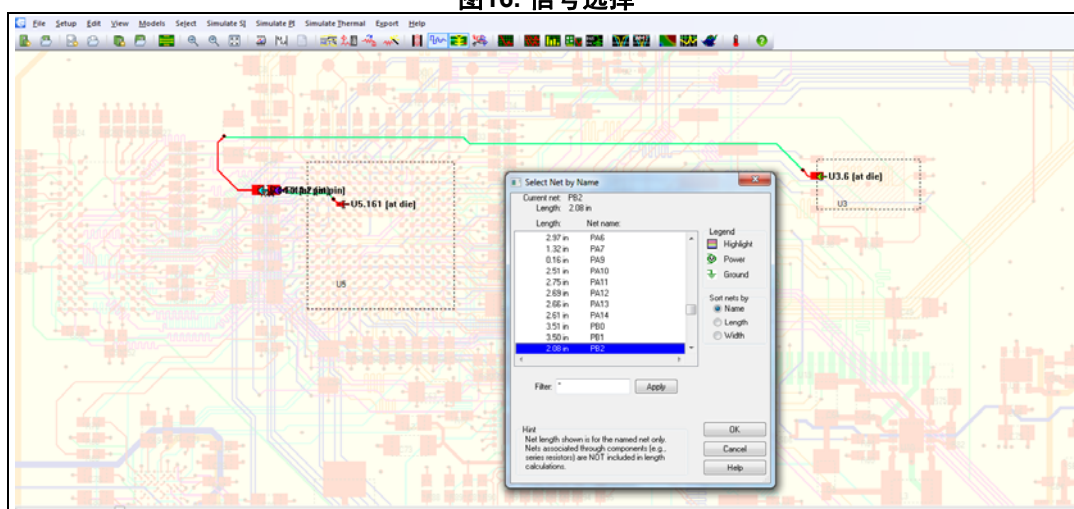 图16. 信号选择
File Setup Edit View Models Select Simulate SI Simulate PI Simulate Thermal Export Help
U3.6 (at die)
U3
U5.161 (at die)
U5
Select Net by Name
Current net: PB2
Length: 2.08 in
Length: Net name:
2.97 in PA6
1.32 in PA7
0.16 in PA9
2.51 in PA10
2.75 in PA11
2.69 in PA12
2.66 in PA13
2.61 in PA14
3.51 in PB0
3.50 in PB1
2.08 in PB2
Legend
Highlight
Power
Ground
Sort nets by
Name
Length
Width
Filter: *
Apply
Hint
Net length shown is for the named net only.
Nets associated through components (e.g.,
series resistors) are NOT included in length
calculations.
OK
Cancel
Help